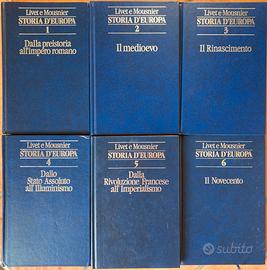 Livet e Mousnier
STORIA D'EUROPA
1
Dalla preistoria
all'impero romano
Livet e Mousnier
STORIA D'EUROPA
2
Il medioevo
Livet e Mousnier
STORIA D'EUROPA
3
Il Rinascimento
Livet e Mousnier
STORIA D'EUROPA
4
Dallo
Stato Assoluto
all'Illuminismo
Livet e Mousnier
STORIA D'EUROPA
5
Dalla
Rivoluzione Francese
all'Imperialismo
Livet e Mousnier
STORIA D'EUROPA
6
Il Novecento
subito